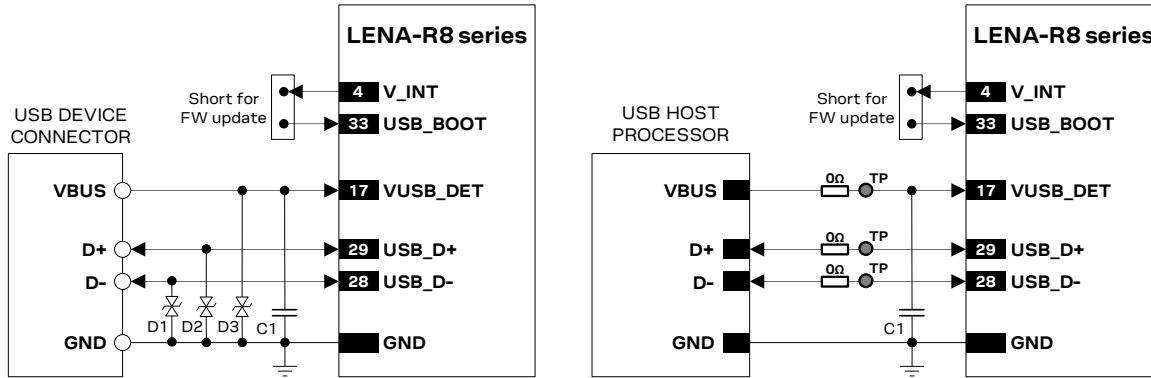 LENA-R8 series
4 V_INT
Short for
FW update
33 USB_BOOT
USB DEVICE
CONNECTOR
VBUS
17 VUSB_DET
D+
29 USB_D+
D-
28 USB_D-
D1 D2 D3 C1
GND
GND
LENA-R8 series
4 V_INT
Short for
FW update
33 USB_BOOT
USB HOST
PROCESSOR
0Ω TP
VBUS
17 VUSB_DET
0Ω TP
D+
29 USB_D+
0Ω TP
D-
28 USB_D-
C1
GND
GND